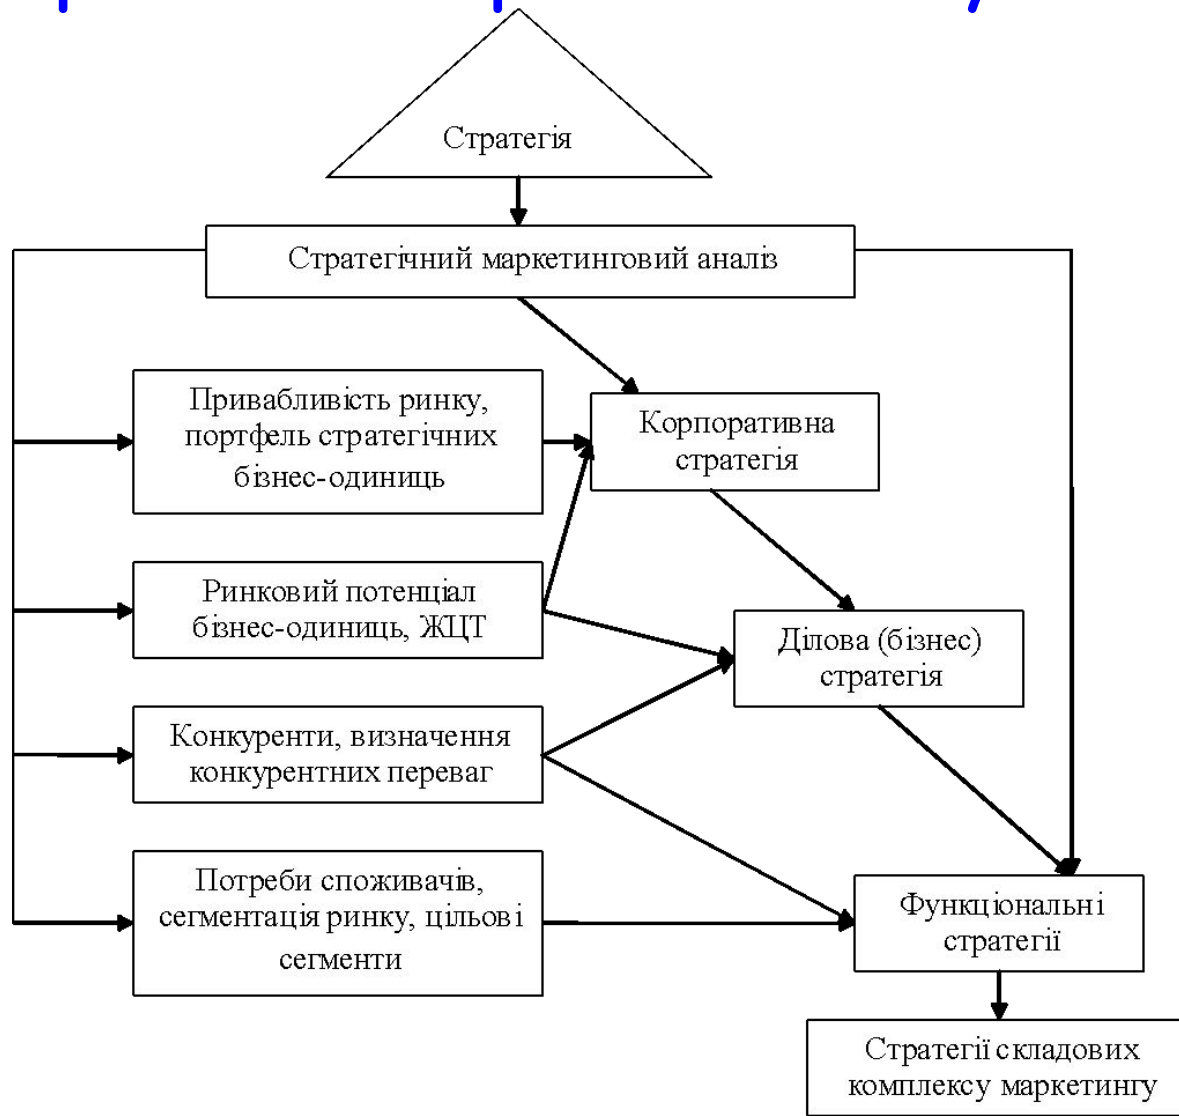 Стратегія
Стратегічний маркетинговий аналіз
Привабливість ринку,
портфель стратегічних
бізнес-одиниць
Корпоративна
стратегія
Ринковий потенціал
бізнес-одиниць, ЖЦТ
Ділова (бізнес)
стратегія
Конкуренти, визначення
конкурентних переваг
Потреби споживачів,
сегментація ринку, цільові
сегменти
Функціональні
стратегії
Стратегії складових
комплексу маркетингу